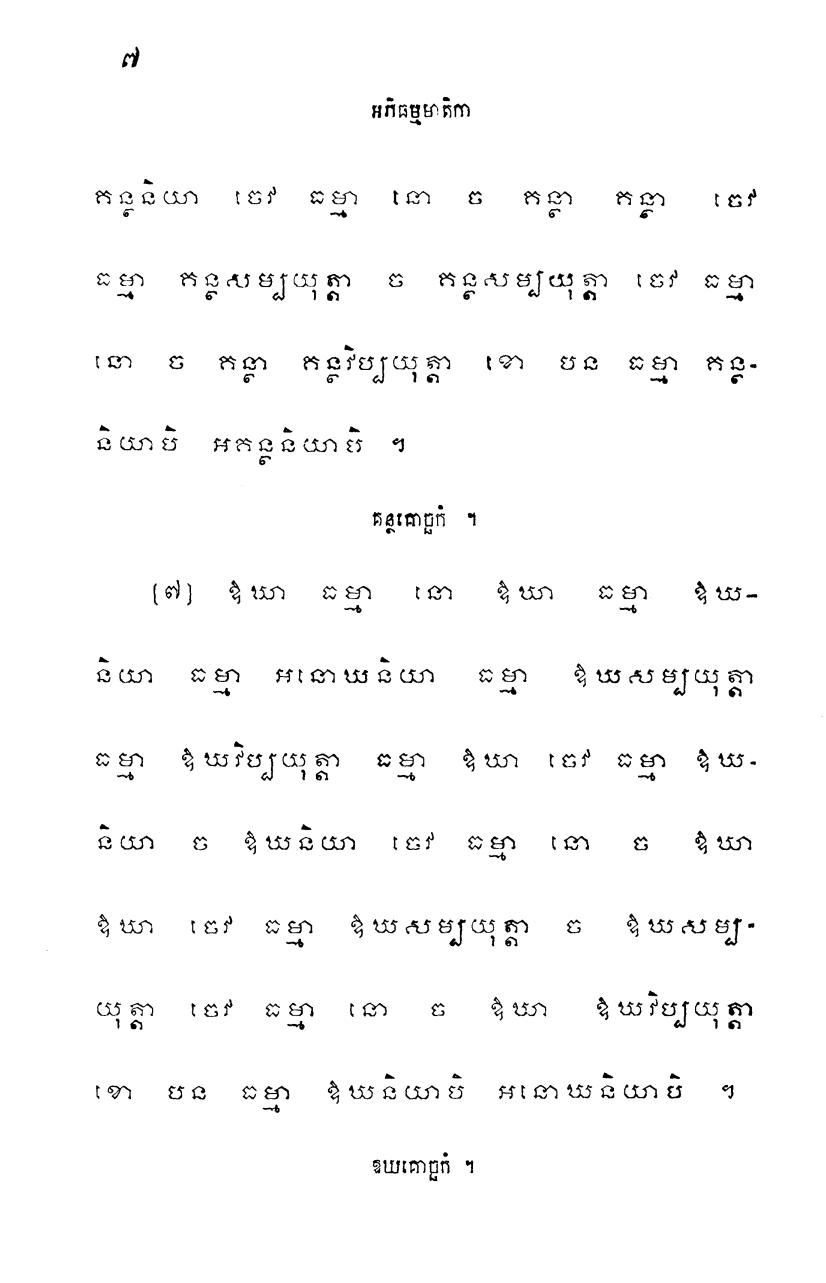 ៧
អភិធម្មមាតិកា
កន្ថនិយា ចេវ ធម្មា នោ ច កន្ថា កន្ថា ចេវ
ធម្មា កន្ថសម្បយុត្តា ច កន្ថសម្បយុត្តា ចេវ ធម្មា
នោ ច កន្ថា កន្ថវិប្បយុត្តា ខោ បន ធម្មា កន្ថ-
និយាបិ អកន្ថនិយាបិ ។
គន្ថគោច្ឆកំ ។
[៧] ឱឃា ធម្មា នោ ឱឃា ធម្មា ឱឃ-
និយា ធម្មា អនោឃនិយា ធម្មា ឱឃសម្បយុត្តា
ធម្មា ឱឃវិប្បយុត្តា ធម្មា ឱឃា ចេវ ធម្មា ឱឃ-
និយា ច ឱឃនិយា ចេវ ធម្មា នោ ច ឱឃា
ឱឃា ចេវ ធម្មា ឱឃសម្បយុត្តា ច ឱឃសម្ប-
យុត្តា ចេវ ធម្មា នោ ច ឱឃា ឱឃវិប្បយុត្តា
ខោ បន ធម្មា ឱឃនិយាបិ អនោឃនិយាបិ ។
ឱឃគោច្ឆកំ ។